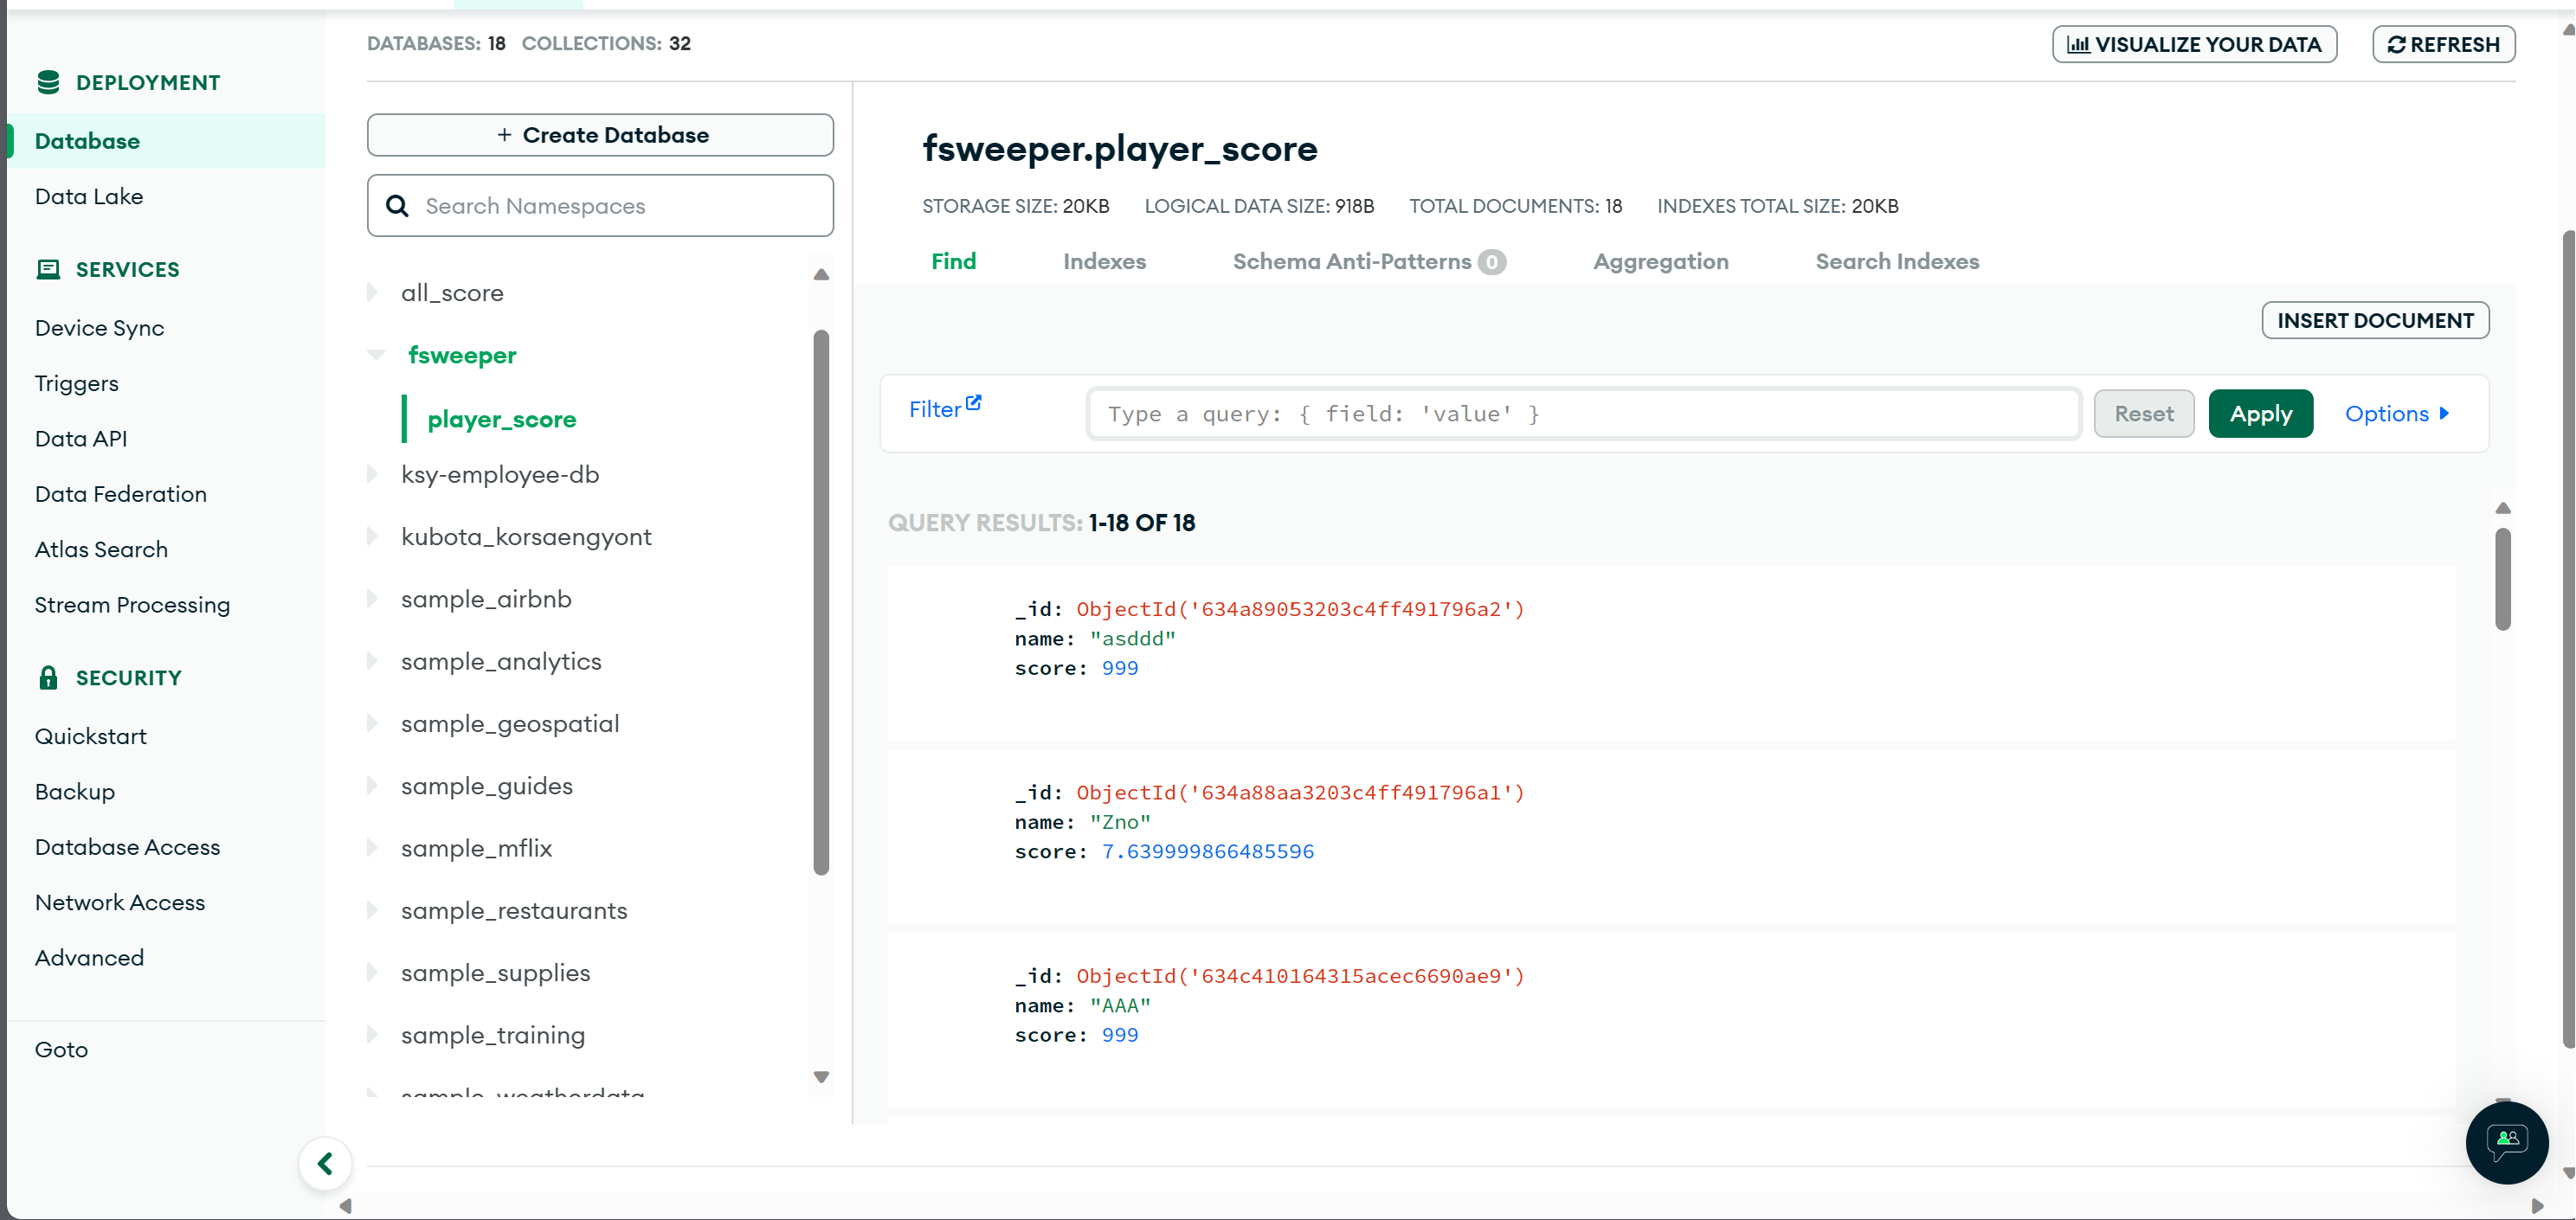 DATABASES: 18 COLLECTIONS: 32
VISUALIZE YOUR DATA
REFRESH
DEPLOYMENT
Database
Data Lake
SERVICES
Device Sync
Triggers
Data API
Data Federation
Atlas Search
Stream Processing
SECURITY
Quickstart
Backup
Database Access
Network Access
Advanced
Goto
+ Create Database
Search Namespaces
all_score
fsweeper
player_score
ksy-employee-db
kubota_korsaengyont
sample_airbnb
sample_analytics
sample_geospatial
sample_guides
sample_mflix
sample_restaurants
sample_supplies
sample_training
sample_weatherdata
fsweeper.player_score
STORAGE SIZE: 20KB LOGICAL DATA SIZE: 918B TOTAL DOCUMENTS: 18 INDEXES TOTAL SIZE: 20KB
Find Indexes Schema Anti-Patterns 0 Aggregation Search Indexes
INSERT DOCUMENT
Filter Type a query: { field: 'value' } Reset Apply Options
QUERY RESULTS: 1-18 OF 18
_id: ObjectId('634a89053203c4ff491796a2')
name: "asddd"
score: 999
_id: ObjectId('634a88aa3203c4ff491796a1')
name: "Zno"
score: 7.639999866485596
_id: ObjectId('634c410164315acec6690ae9')
name: "AAA"
score: 999